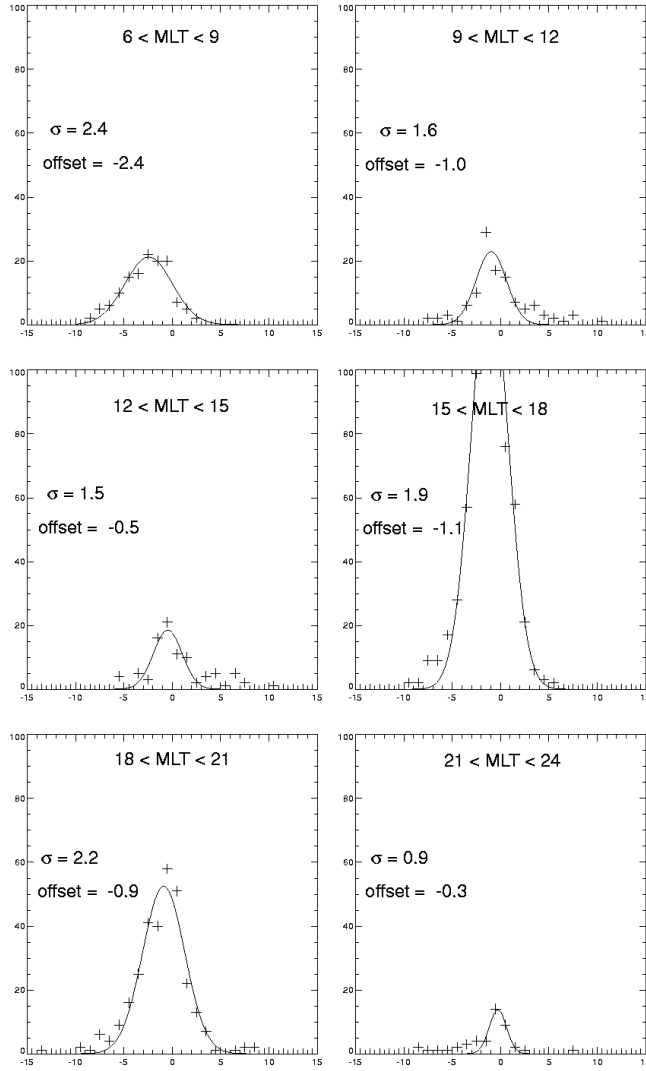 100
80
60
40
20
0
6 < MLT < 9
σ = 2.4
offset = -2.4
-15 -10 -5 0 5 10 15
100
80
60
40
20
0
9 < MLT < 12
σ = 1.6
offset = -1.0
-15 -10 -5 0 5 10 15
100
80
60
40
20
0
12 < MLT < 15
σ = 1.5
offset = -0.5
-15 -10 -5 0 5 10 15
100
80
60
40
20
0
15 < MLT < 18
σ = 1.9
offset = -1.1
-15 -10 -5 0 5 10 15
100
80
60
40
20
0
18 < MLT < 21
σ = 2.2
offset = -0.9
-15 -10 -5 0 5 10 15
100
80
60
40
20
0
21 < MLT < 24
σ = 0.9
offset = -0.3
-15 -10 -5 0 5 10 15